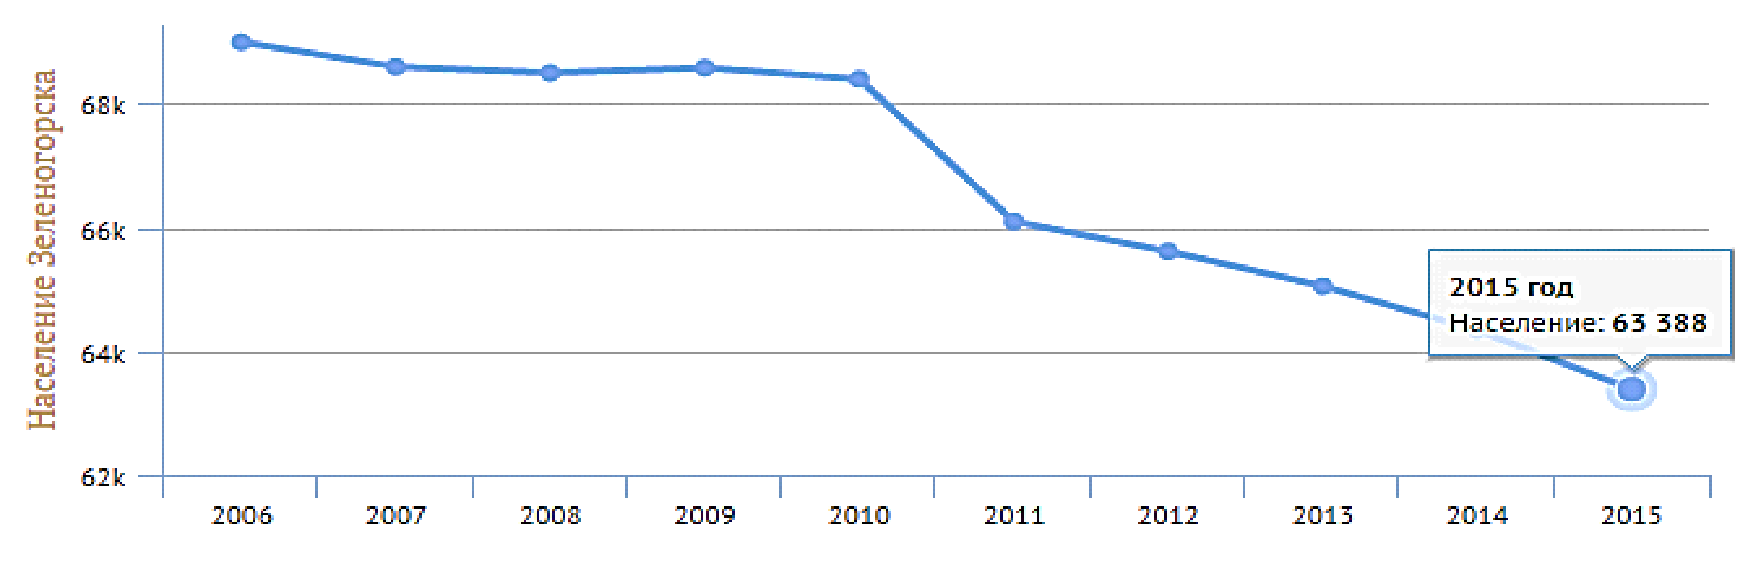 Население Зеленогорска
68k
66k
64k
62k
2015 год
Население: 63 388
2006 2007 2008 2009 2010 2011 2012 2013 2014 2015